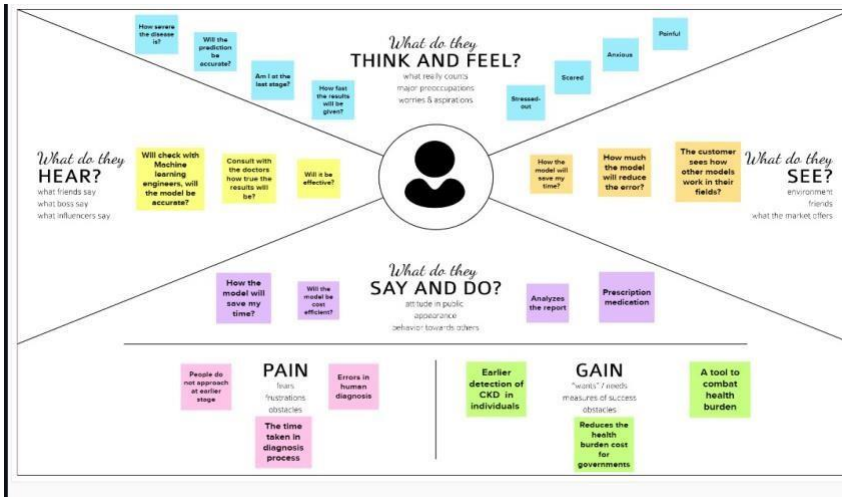 How severe
the disease
is?
Will the
prediction
be
accurate?
Am I at the
last stage?
How fast
the results
will be
given?
What do they
THINK AND FEEL?
what really counts
major preoccupations
worries & aspirations
Stressed-
out
Scared
Anxious
Painful
What do they
HEAR?
what friends say
what boss say
what influencers say
Will check with
Machine
learning
engineers, will
the model be
accurate?
Consult with
the doctors
how true the
results will
be?
Will it be
effective?
How the
model will
save my
time?
How much
the model
will reduce
the error?
The customer
sees how
other models
work in their
fields?
What do they
SEE?
environment
friends
what the market offers
How the
model will
save my
time?
Will the
model be
cost
efficient?
What do they
SAY AND DO?
attitude in public
appearance
behavior towards others
Analyzes
the report
Prescription
medication
People do
not approach
at earlier
stage
PAIN
fears
frustrations
obstacles
Errors in
human
diagnosis
The time
taken in
diagnosis
process
Earlier
detection of
CKD in
individuals
GAIN
"wants" / needs
measures of success
obstacles
Reduces the
health
burden cost
for
governments
A tool to
combat
health
burden